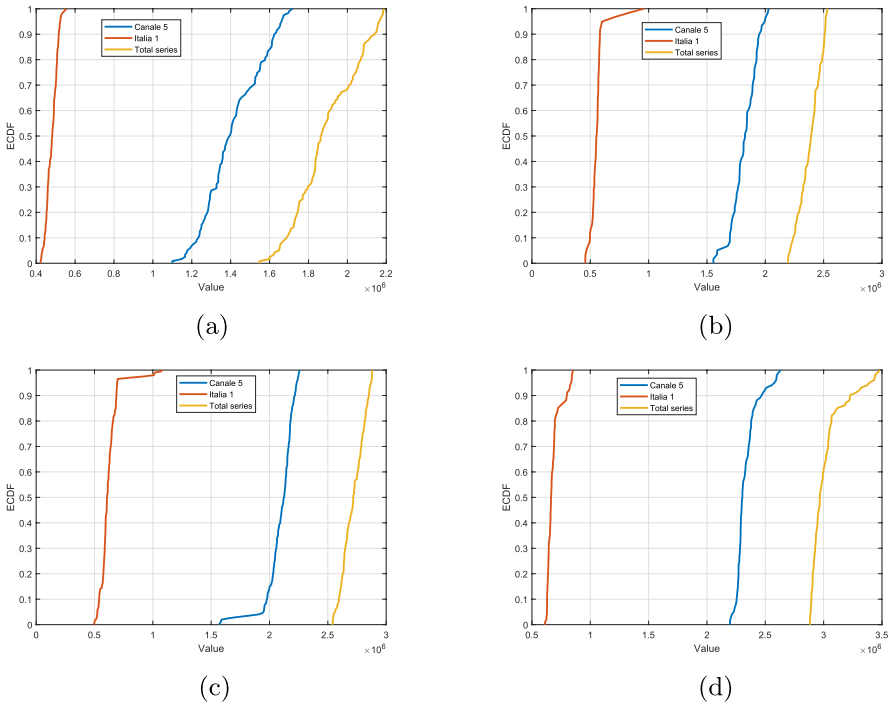 1
0.9
0.8
0.7
0.6
0.5
0.4
0.3
0.2
0.1
0
ECDF
Canale 5
Italia 1
Total series
0.4 0.6 0.8 1 1.2 1.4 1.6 1.8 2 2.2
Value
×10^6
(a)
1
0.9
0.8
0.7
0.6
0.5
0.4
0.3
0.2
0.1
0
ECDF
Canale 5
Italia 1
Total series
0 0.5 1 1.5 2 2.5 3
Value
×10^6
(b)
1
0.9
0.8
0.7
0.6
0.5
0.4
0.3
0.2
0.1
0
ECDF
Canale 5
Italia 1
Total series
0 0.5 1 1.5 2 2.5 3
Value
×10^6
(c)
1
0.9
0.8
0.7
0.6
0.5
0.4
0.3
0.2
0.1
0
ECDF
Canale 5
Italia 1
Total series
0.5 1 1.5 2 2.5 3 3.5
Value
×10^6
(d)